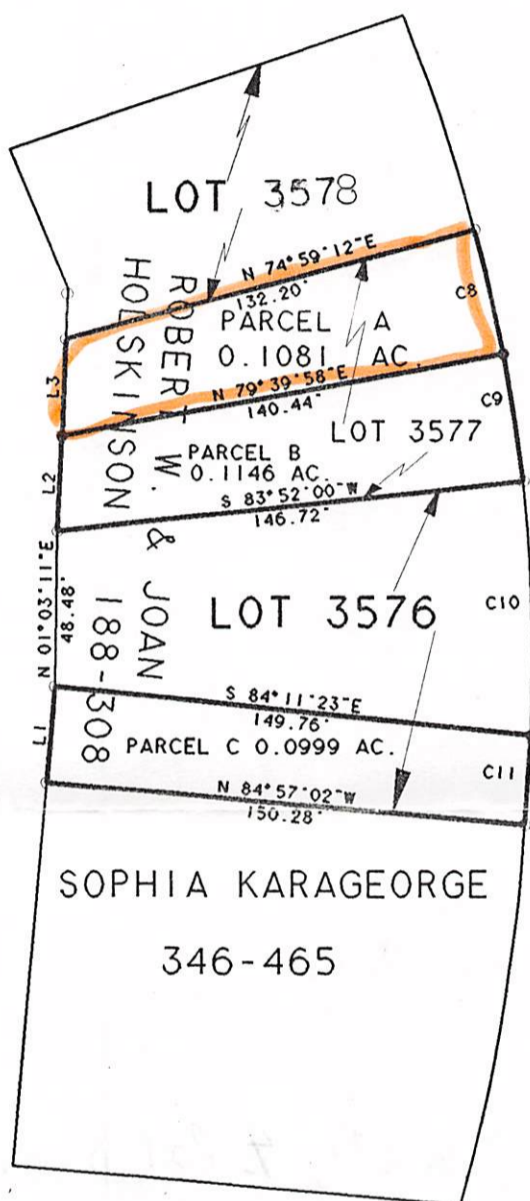 LOT 3578
N 74°59'12"E
132.20'
C8
PARCEL A
0.1081 AC.
L3
N 79°39'58"E
140.44'
C9
LOT 3577
PARCEL B
0.1146 AC.
L2
S 83°52'00"W
146.72'
ROBERT W. & JOAN
HOLSKINSON
188-308
N 01°03'11"E
48.48'
LOT 3576
C10
S 84°11'23"E
149.76'
L1
PARCEL C 0.0999 AC.
C11
N 84°57'02"W
150.28'
SOPHIA KARAGEORGE
346-465